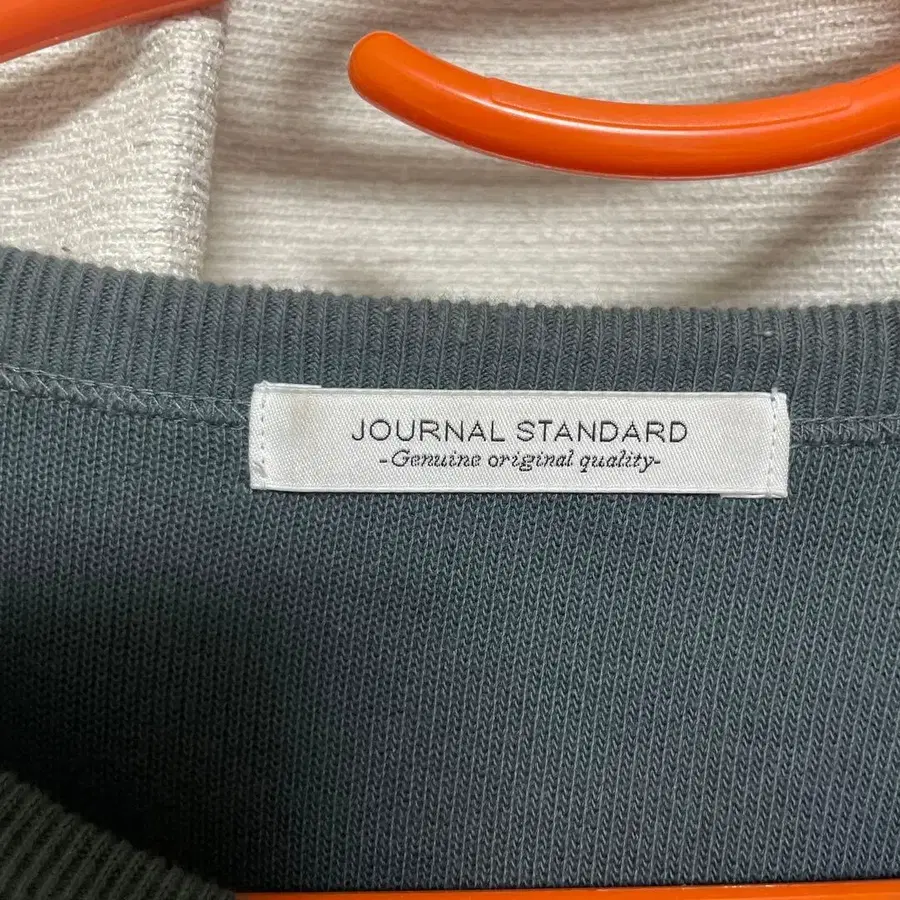 JOURNAL STANDARD
-Genuine original quality-